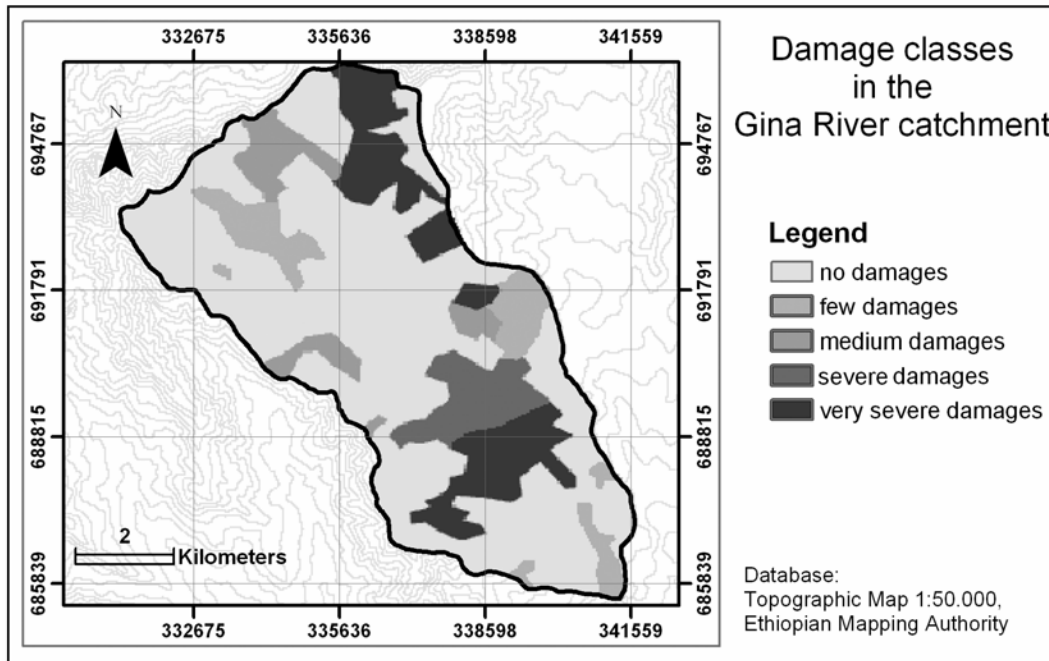 332675 335636 338598 341559
Damage classes
in the
Gina River catchment
N
694767 694767
691791 691791
688815 688815
685839 685839
Legend
no damages
few damages
medium damages
severe damages
very severe damages
2
Kilometers
332675 335636 338598 341559
Database:
Topographic Map 1:50.000,
Ethiopian Mapping Authority